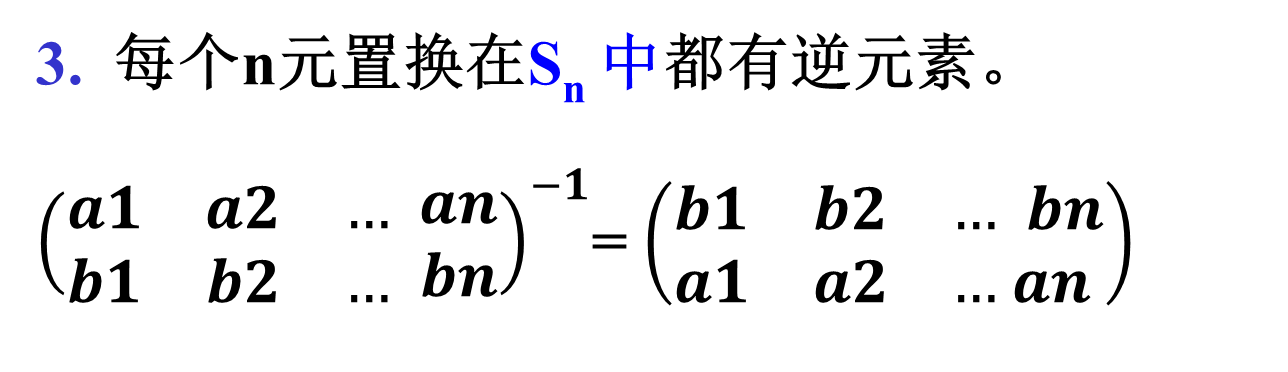 3. 每个n元置换在Sn 中都有逆元素。
(a1 a2 … an)−1 = (b1 b2 … bn)
b1 b2 … bn a1 a2 … an